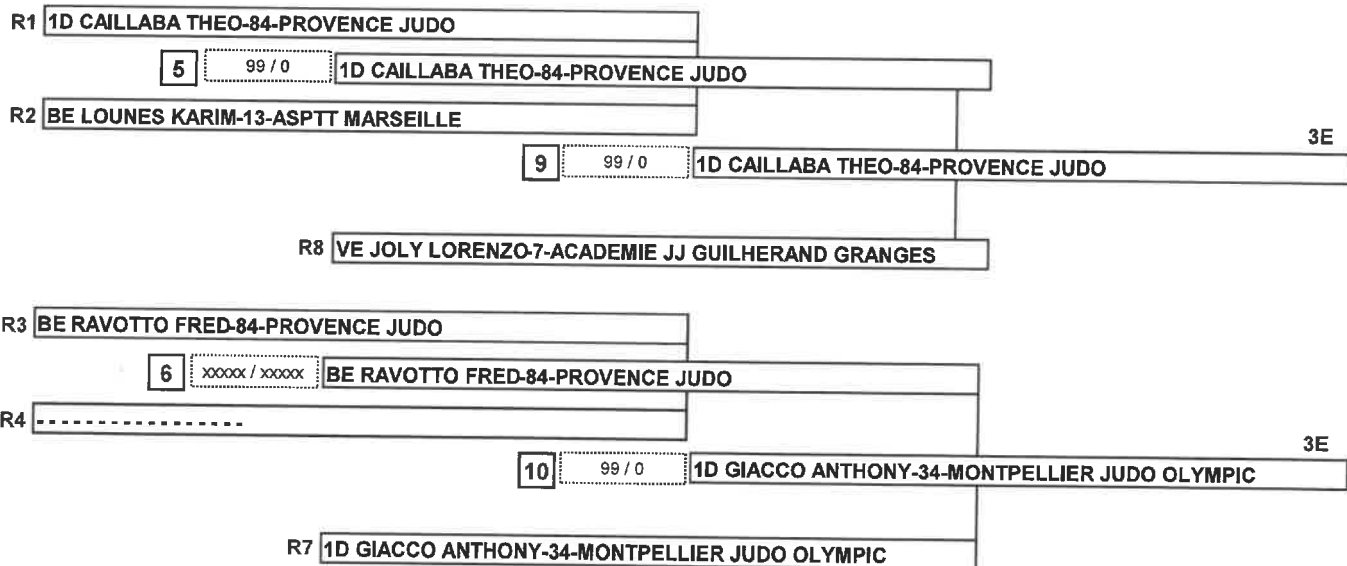 R1 1D CAILLABA THEO-84-PROVENCE JUDO
5 99 / 0 1D CAILLABA THEO-84-PROVENCE JUDO
R2 BE LOUNES KARIM-13-ASPTT MARSEILLE
3E
9 99 / 0 1D CAILLABA THEO-84-PROVENCE JUDO
R8 VE JOLY LORENZO-7-ACADEMIE JJ GUILHERAND GRANGES
R3 BE RAVOTTO FRED-84-PROVENCE JUDO
6 xxxxx / xxxxx BE RAVOTTO FRED-84-PROVENCE JUDO
R4 -----------------
3E
10 99 / 0 1D GIACCO ANTHONY-34-MONTPELLIER JUDO OLYMPIC
R7 1D GIACCO ANTHONY-34-MONTPELLIER JUDO OLYMPIC